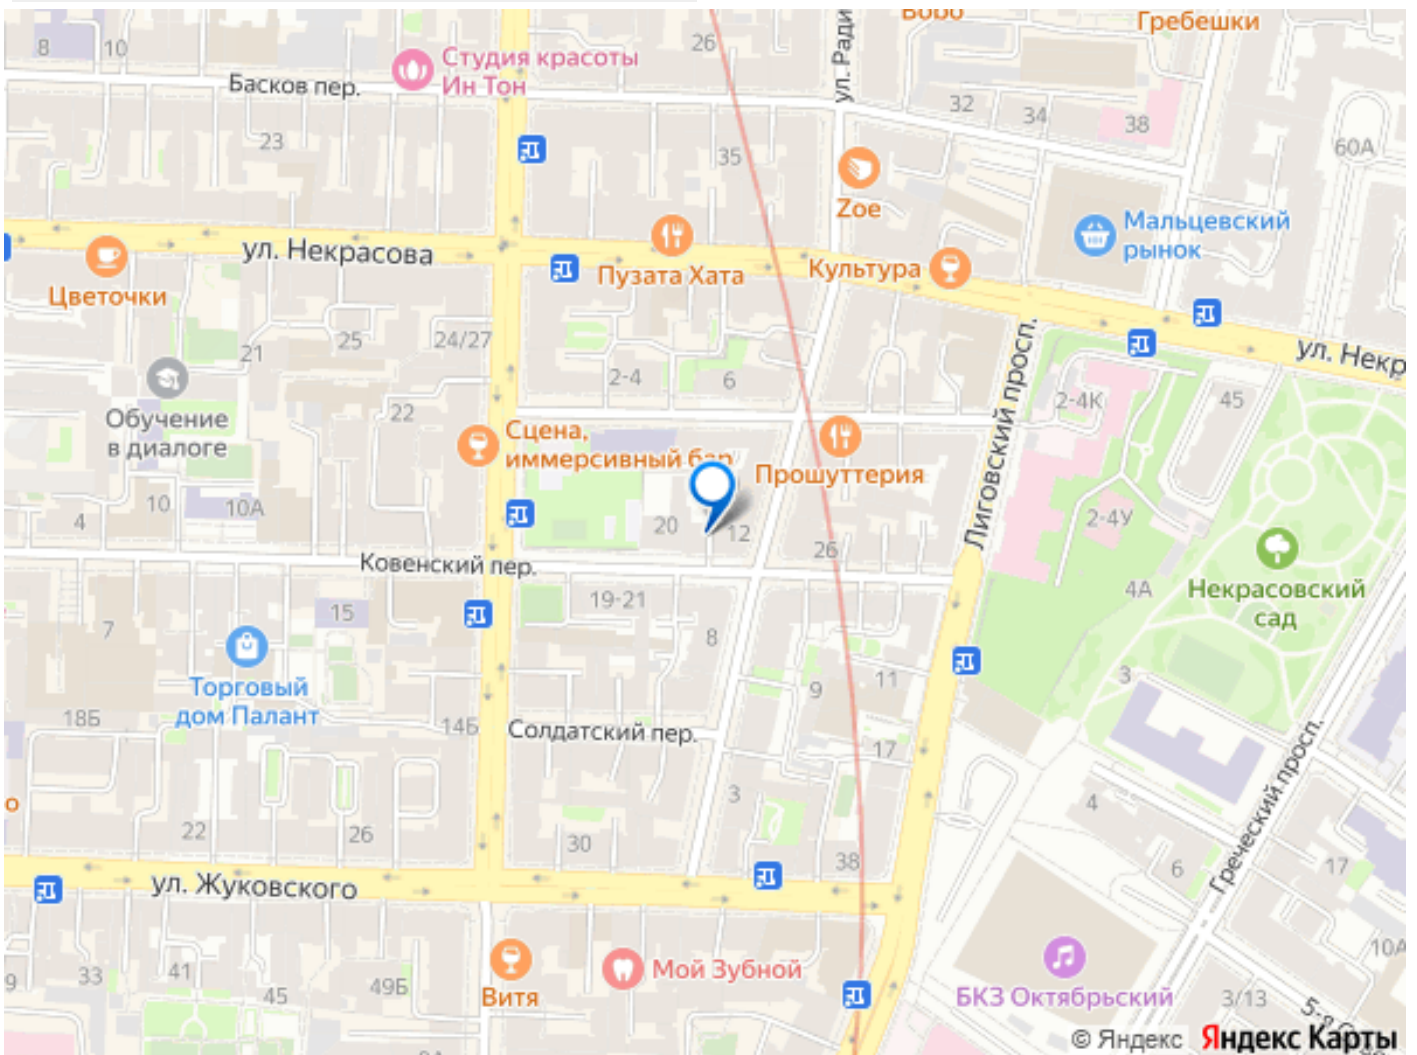 8
10
Студия красоты
Ин Тон
26
ул. Ради
Гребешки
Басков пер.
32
34
38
23
35
60А
Zoe
Мальцевский
рынок
ул. Некрасова
Пузата Хата
Культура
Цветочки
21
25
24/27
ул. Некр
Обучение
в диалоге
22
2-4
6
Лиговский просп.
2-4К
45
Сцена,
иммерсивный бар
Прошуттерия
4
10
10А
20
12
26
2-4У
Ковенский пер.
4А
Некрасовский
сад
15
19-21
7
8
Торговый
дом Палант
9
11
3
18Б
14Б
Солдатский пер.
17
Греческий просп.
о
22
26
30
3
38
4
6
17
ул. Жуковского
33
41
45
49Б
Витя
Мой Зубной
БКЗ Октябрьский
3/13
10А
© Яндекс Яндекс Карты